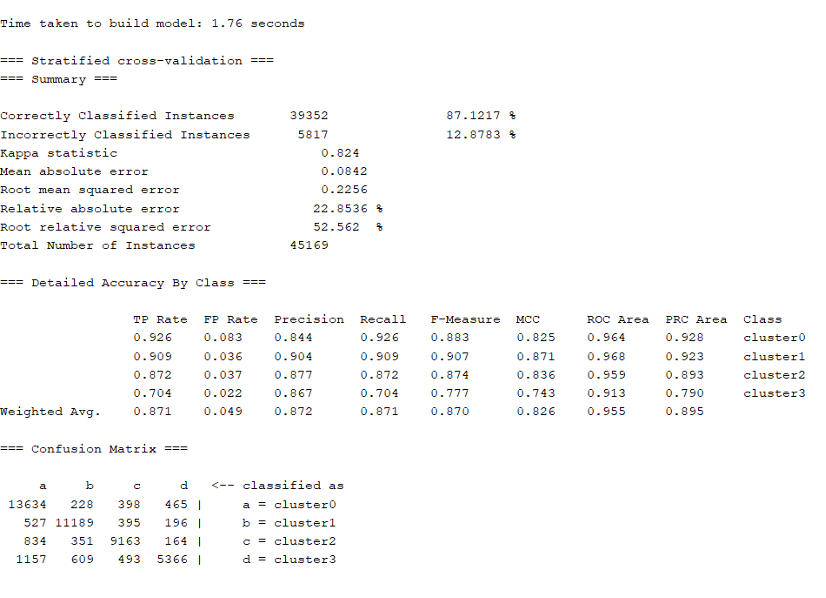 Time taken to build model: 1.76 seconds
=== Stratified cross-validation ===
=== Summary ===
Correctly Classified Instances 39352 87.1217 %
Incorrectly Classified Instances 5817 12.8783 %
Kappa statistic 0.824
Mean absolute error 0.0842
Root mean squared error 0.2256
Relative absolute error 22.8536 %
Root relative squared error 52.562 %
Total Number of Instances 45169
=== Detailed Accuracy By Class ===
TP Rate FP Rate Precision Recall F-Measure MCC ROC Area PRC Area Class
0.926 0.083 0.844 0.926 0.883 0.825 0.964 0.928 cluster0
0.909 0.036 0.904 0.909 0.907 0.871 0.968 0.923 cluster1
0.872 0.037 0.877 0.872 0.874 0.836 0.959 0.893 cluster2
0.704 0.022 0.867 0.704 0.777 0.743 0.913 0.790 cluster3
Weighted Avg. 0.871 0.049 0.872 0.871 0.870 0.826 0.955 0.895
=== Confusion Matrix ===
a b c d <-- classified as
13634 228 398 465 | a = cluster0
527 11189 395 196 | b = cluster1
834 351 9163 164 | c = cluster2
1157 609 493 5366 | d = cluster3